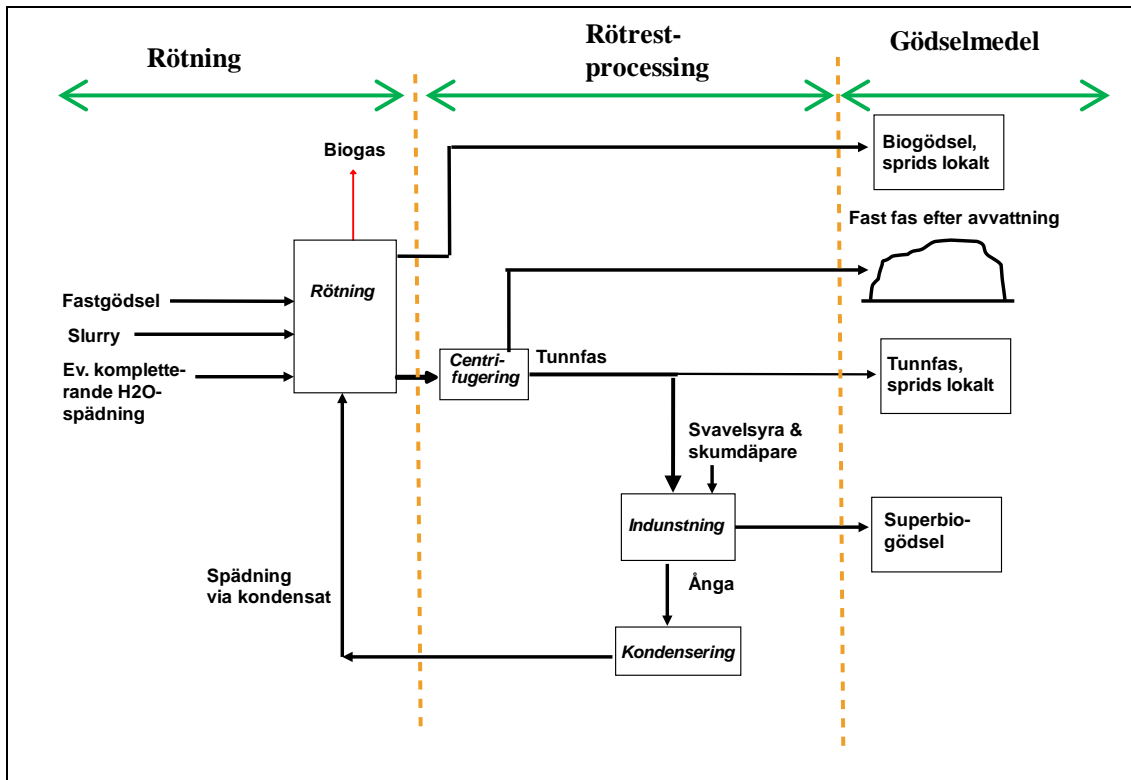 Rötning
Rötrest-
processing
Gödselmedel
Biogas
Biogödsel,
sprids lokalt
Fast fas efter avvattning
Rötning
Fastgödsel
Slurry
Ev. komplette-
rande H2O-
spädning
Centri-
fugering
Tunnfas
Tunnfas,
sprids lokalt
Svavelsyra &
skumdäpare
Indunstning
Superbio-
gödsel
Spädning
via kondensat
Ånga
Kondensering